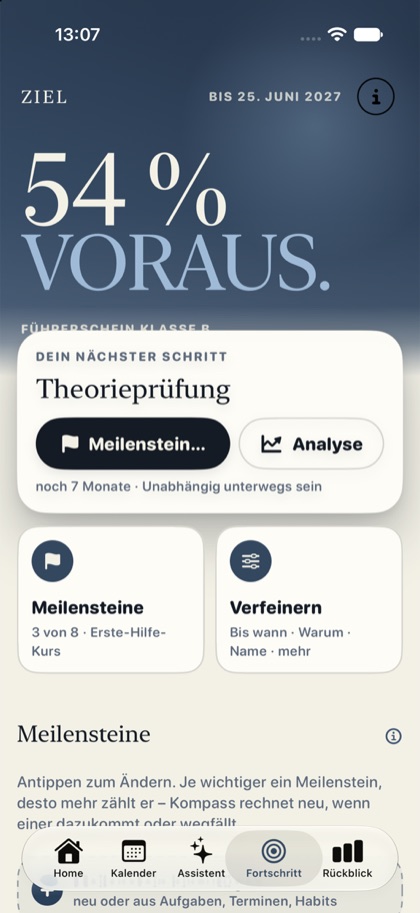 13:07
ZIEL
BIS 25. JUNI 2027
54 %
VORAUS.
FÜHRERSCHEIN KLASSE B
DEIN NÄCHSTER SCHRITT
Theorieprüfung
Meilenstein...
Analyse
noch 7 Monate · Unabhängig unterwegs sein
Meilensteine
3 von 8 · Erste-Hilfe-
Kurs
Verfeinern
Bis wann · Warum ·
Name · mehr
Meilensteine
Antippen zum Ändern. Je wichtiger ein Meilenstein,
desto mehr zählt er – Kompass rechnet neu, wenn
einer dazukommt oder wegfällt.
Home
Kalender
Assistent
Fortschritt
Rückblick
neu oder aus Aufgaben, Terminen, Habits